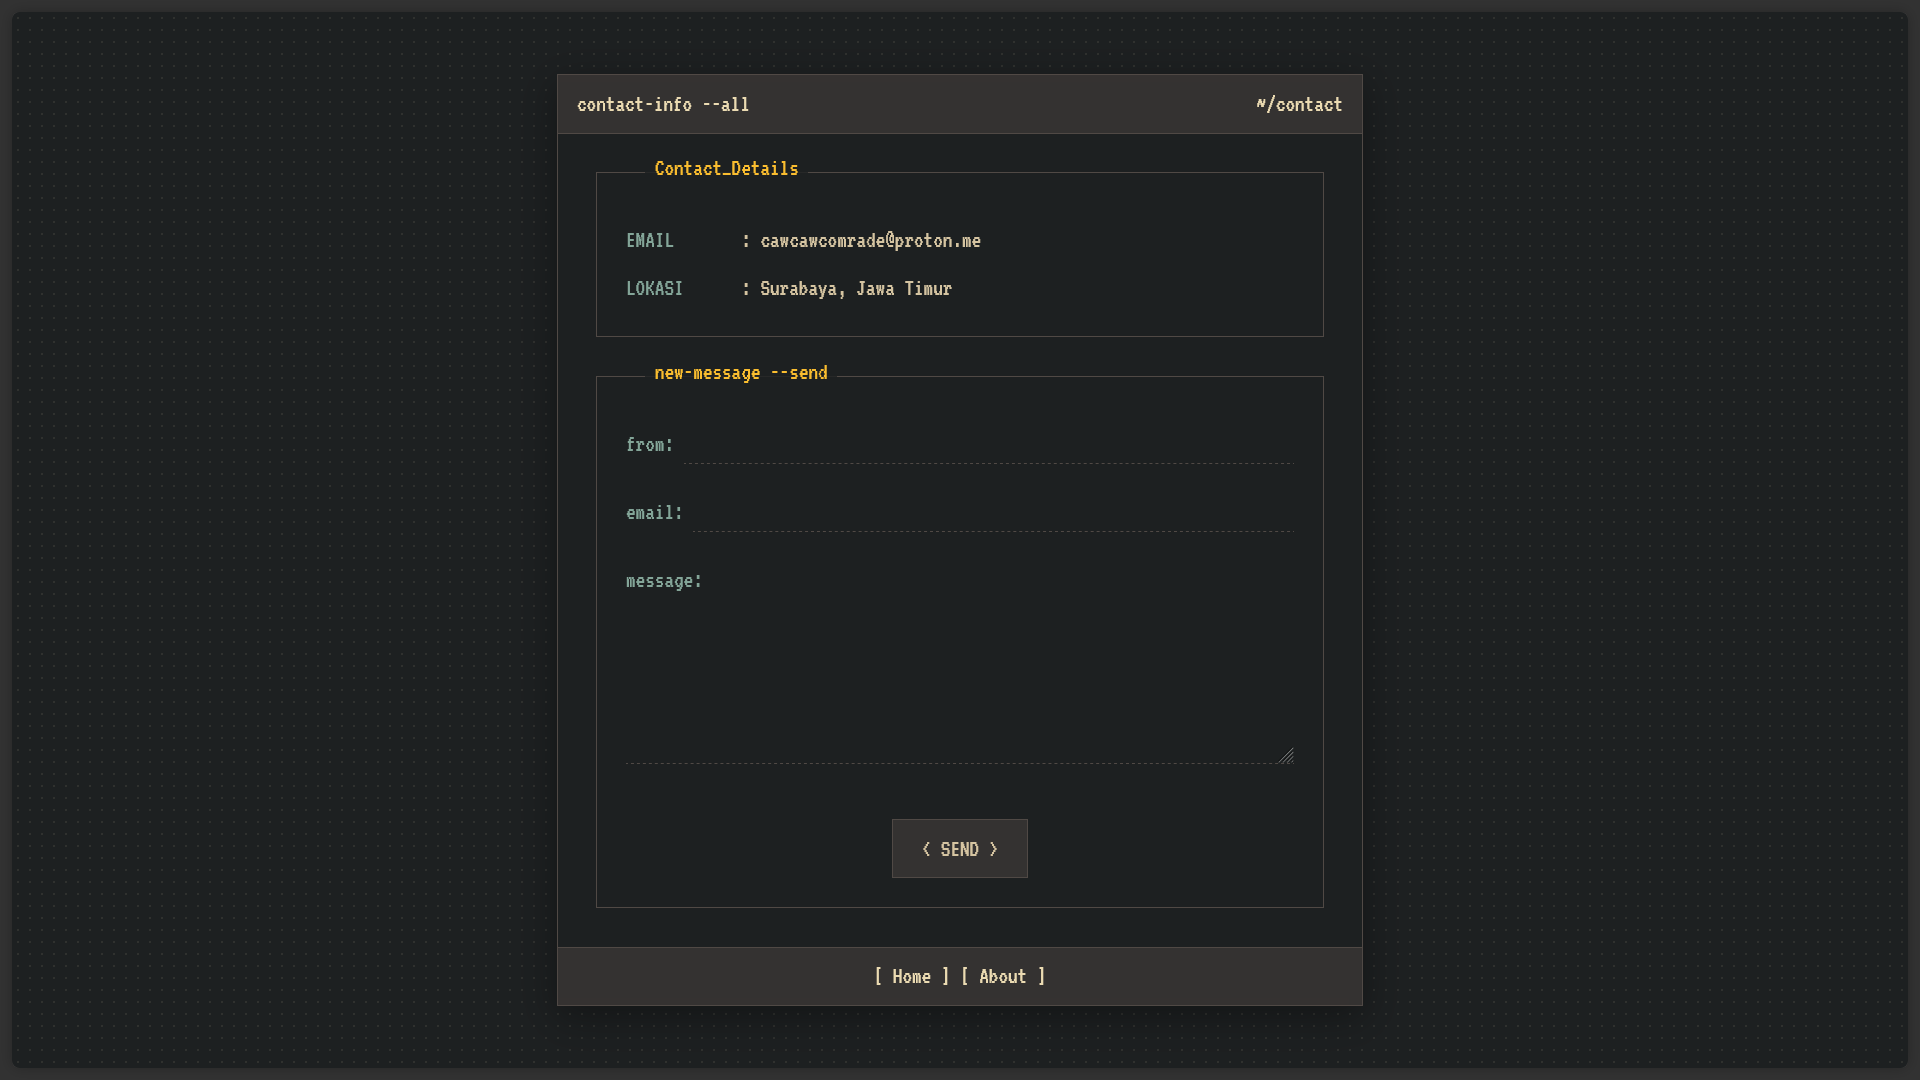 contact-info --all ~/contact
Contact_Details
EMAIL : cawcawcomrade@proton.me
LOKASI : Surabaya, Jawa Timur
new-message --send
from:
email:
message:
< SEND >
[ Home ] [ About ]